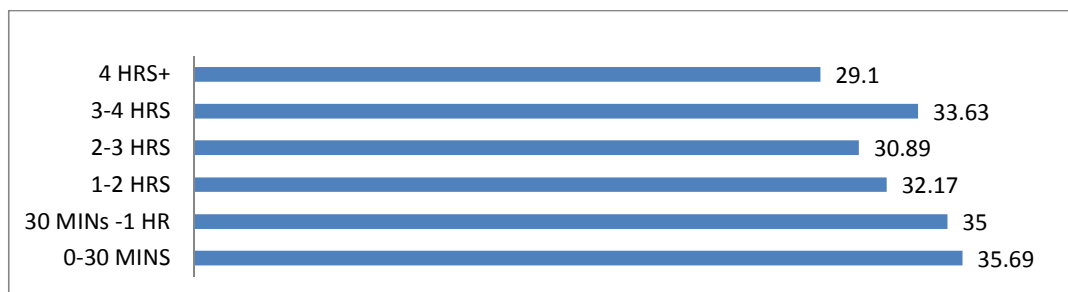 4 HRS+ 29.1
3-4 HRS 33.63
2-3 HRS 30.89
1-2 HRS 32.17
30 MINs -1 HR 35
0-30 MINS 35.69